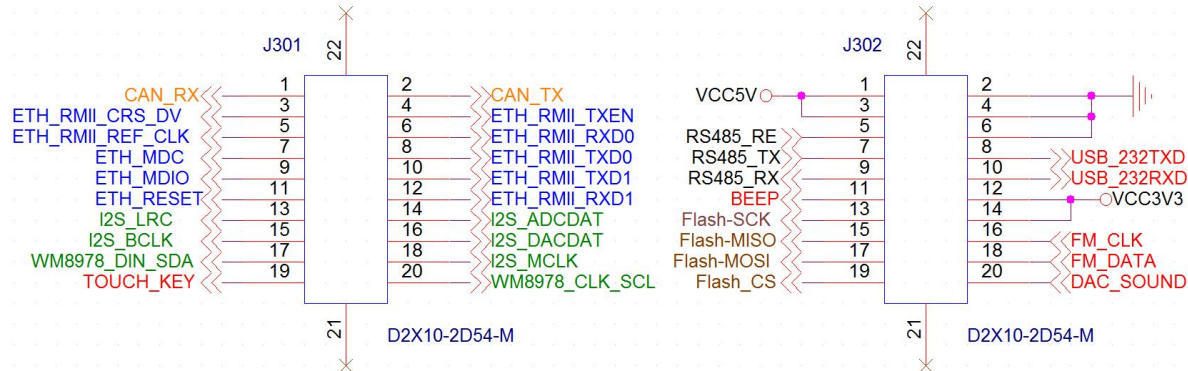 J301
22
J302
22
1
2
CAN_RX
CAN_TX
3
4
ETH_RMII_CRS_DV
ETH_RMII_TXEN
5
6
ETH_RMII_REF_CLK
ETH_RMII_RXD0
7
8
ETH_MDC
ETH_RMII_TXD0
9
10
ETH_MDIO
ETH_RMII_TXD1
11
12
ETH_RESET
ETH_RMII_RXD1
13
14
I2S_LRC
I2S_ADCDAT
15
16
I2S_BCLK
I2S_DACDAT
17
18
WM8978_DIN_SDA
I2S_MCLK
19
20
TOUCH_KEY
WM8978_CLK_SCL
21
D2X10-2D54-M
1
2
VCC5V
3
4
5
6
RS485_RE
7
8
RS485_TX
USB_232TXD
9
10
RS485_RX
USB_232RXD
11
12
BEEP
VCC3V3
13
14
Flash-SCK
15
16
Flash-MISO
FM_CLK
17
18
Flash-MOSI
FM_DATA
19
20
Flash_CS
DAC_SOUND
21
D2X10-2D54-M